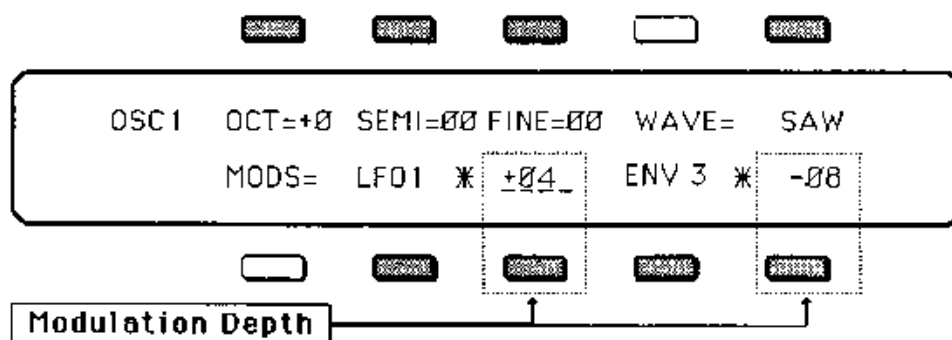 OSC1 OCT=+0 SEMI=00 FINE=00 WAVE= SAW
MODS= LFO1 * +04 ENV 3 * -08
Modulation Depth